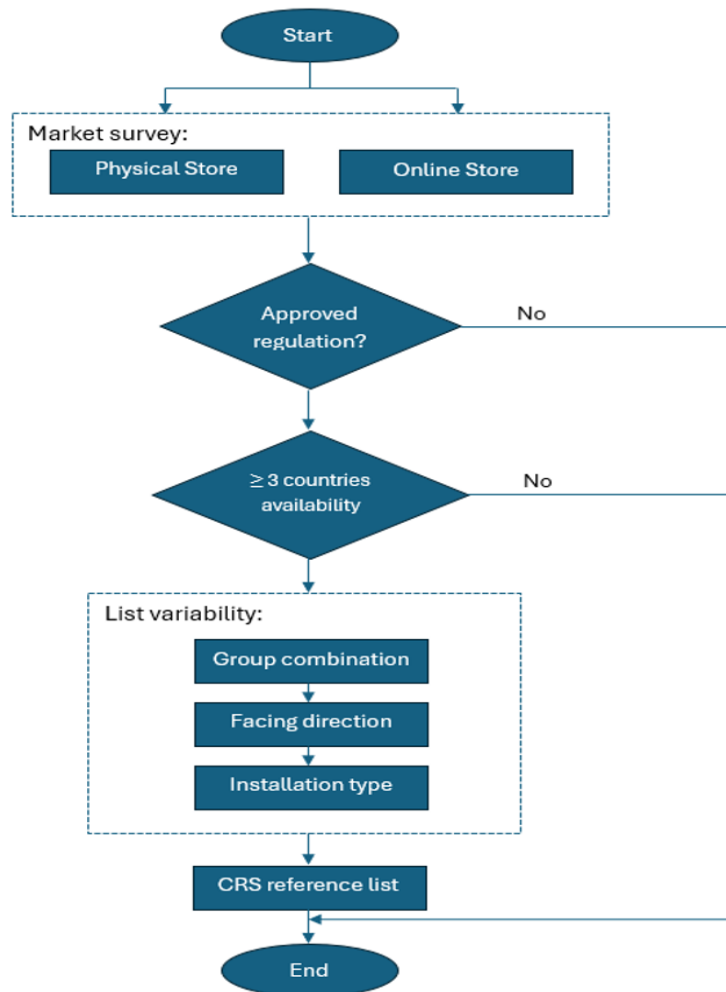 Start
Market survey:
Physical Store
Online Store
Approved
regulation?
No
≥ 3 countries
availability
No
List variability:
Group combination
Facing direction
Installation type
CRS reference list
End